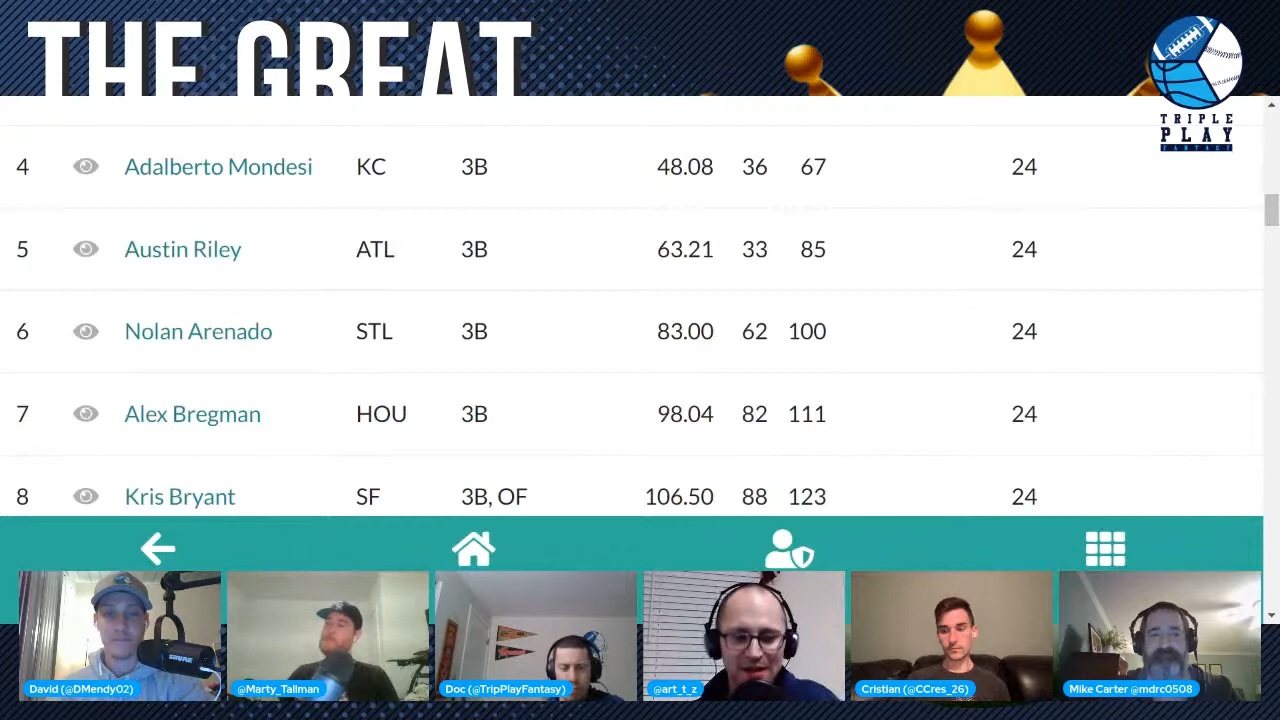 THE GREAT
TRIPLE
PLAY
FANTASY
4 Adalberto Mondesi KC 3B 48.08 36 67 24
5 Austin Riley ATL 3B 63.21 33 85 24
6 Nolan Arenado STL 3B 83.00 62 100 24
7 Alex Bregman HOU 3B 98.04 82 111 24
8 Kris Bryant SF 3B, OF 106.50 88 123 24
SHURE
David (@DMendy02)
@Marty_Tallman
Doc (@TripPlayFantasy)
@art_t_z
Cristian (@CCres_26)
Mike Carter @mdrc0508